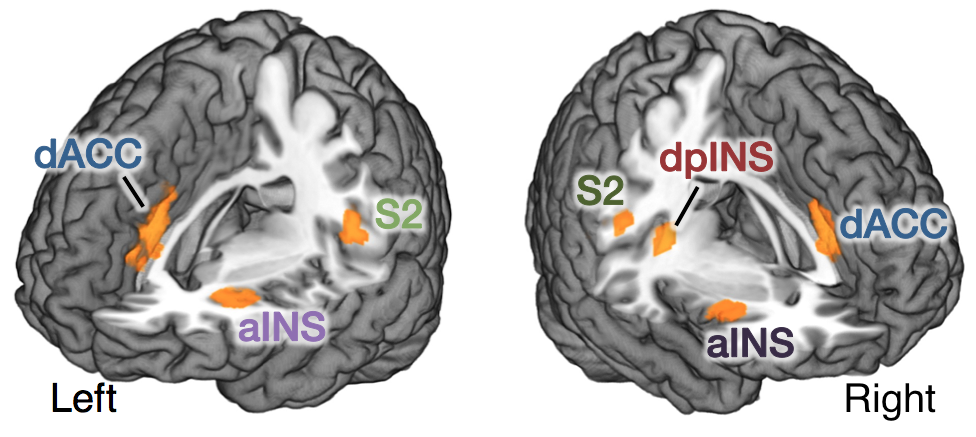 dACC
S2
aINS
Left
dpINS
S2
dACC
aINS
Right